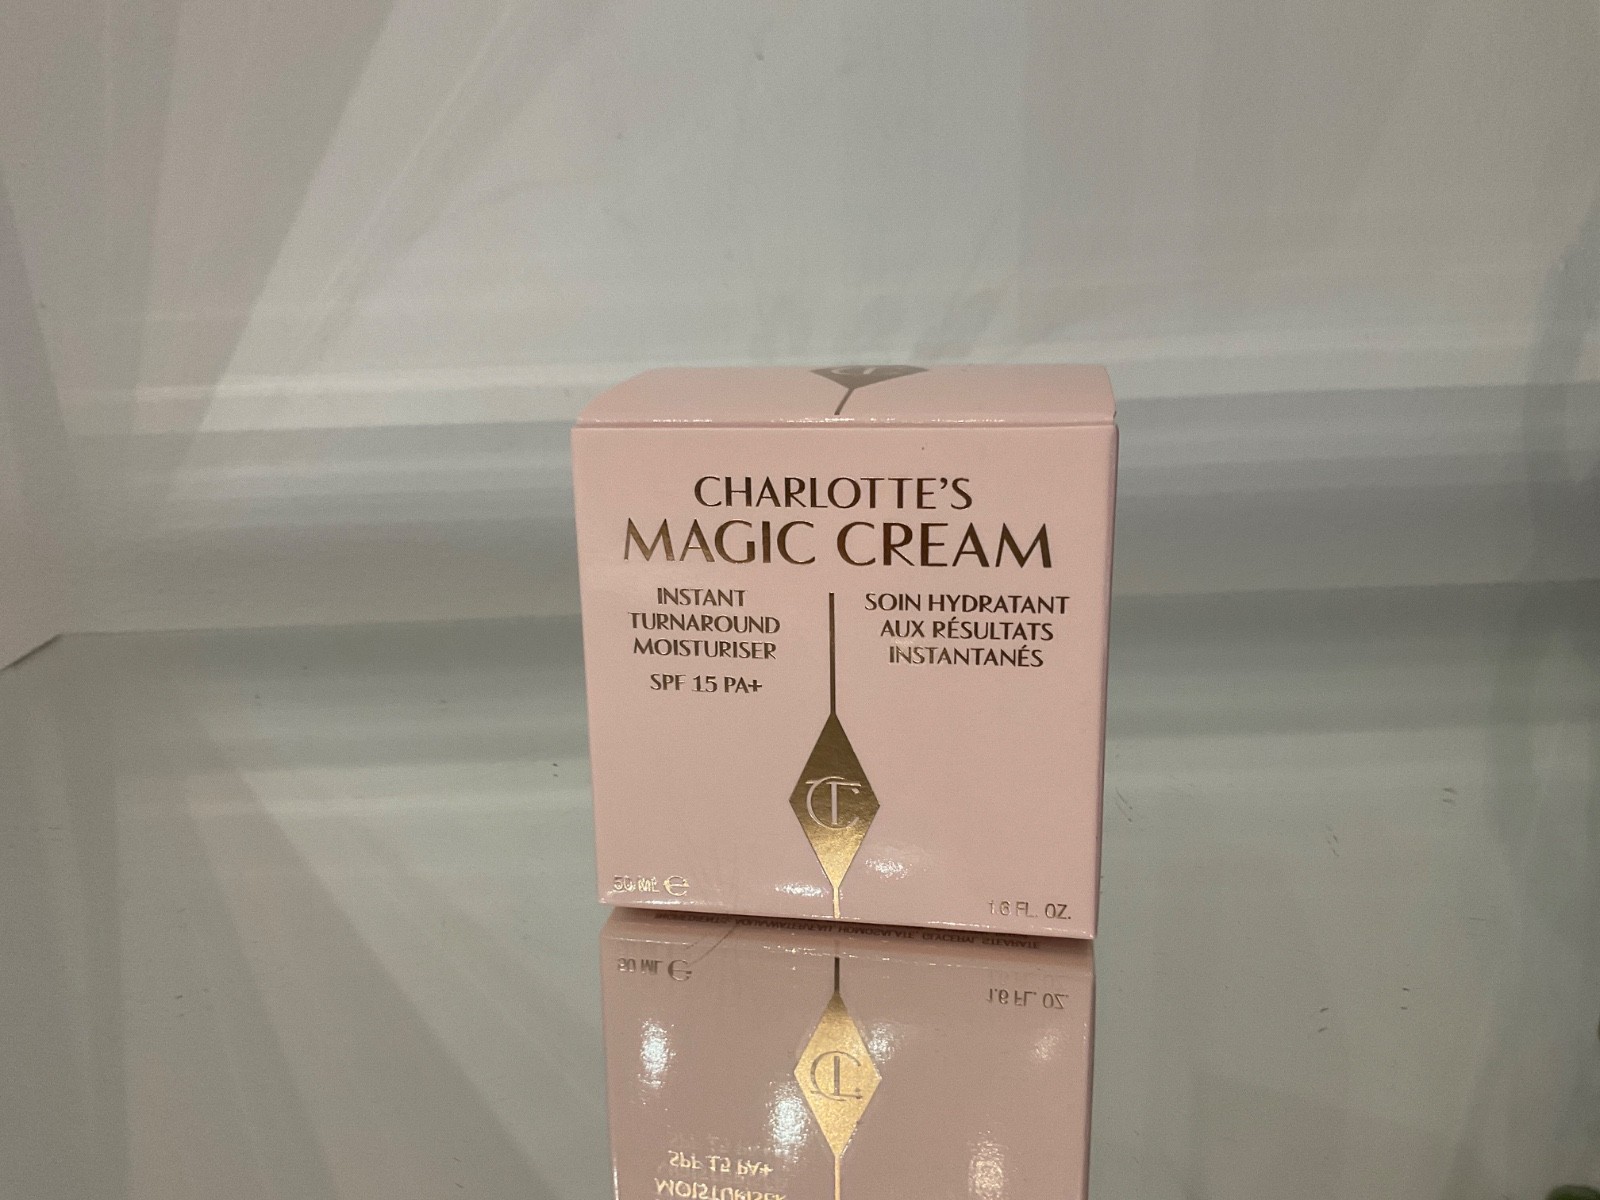 CHARLOTTE'S
MAGIC CREAM
INSTANT
TURNAROUND
MOISTURISER
SPF 15 PA+
SOIN HYDRATANT
AUX RÉSULTATS
INSTANTANÉS
CT
50 ML e
1.6 FL. OZ.